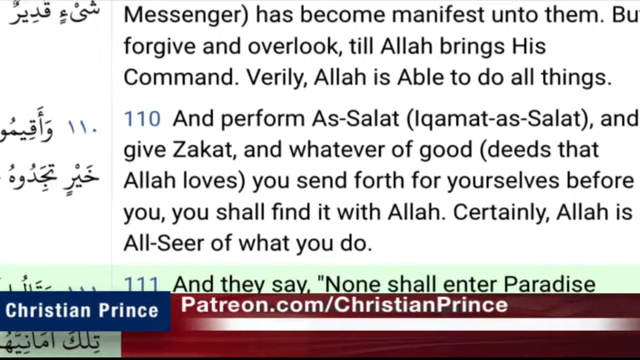 شَىْءٍ قَدِيرٌ
Messenger) has become manifest unto them. But
forgive and overlook, till Allah brings His
Command. Verily, Allah is Able to do all things.
١١٠
110 And perform As-Salat (Iqamat-as-Salat), and
give Zakat, and whatever of good (deeds that
خَيْرٍ تَجِدُوهُ
Allah loves) you send forth for yourselves before
you, you shall find it with Allah. Certainly, Allah is
All-Seer of what you do.
111 And they say, "None shall enter Paradise
Christian Prince
Patreon.com/ChristianPrince